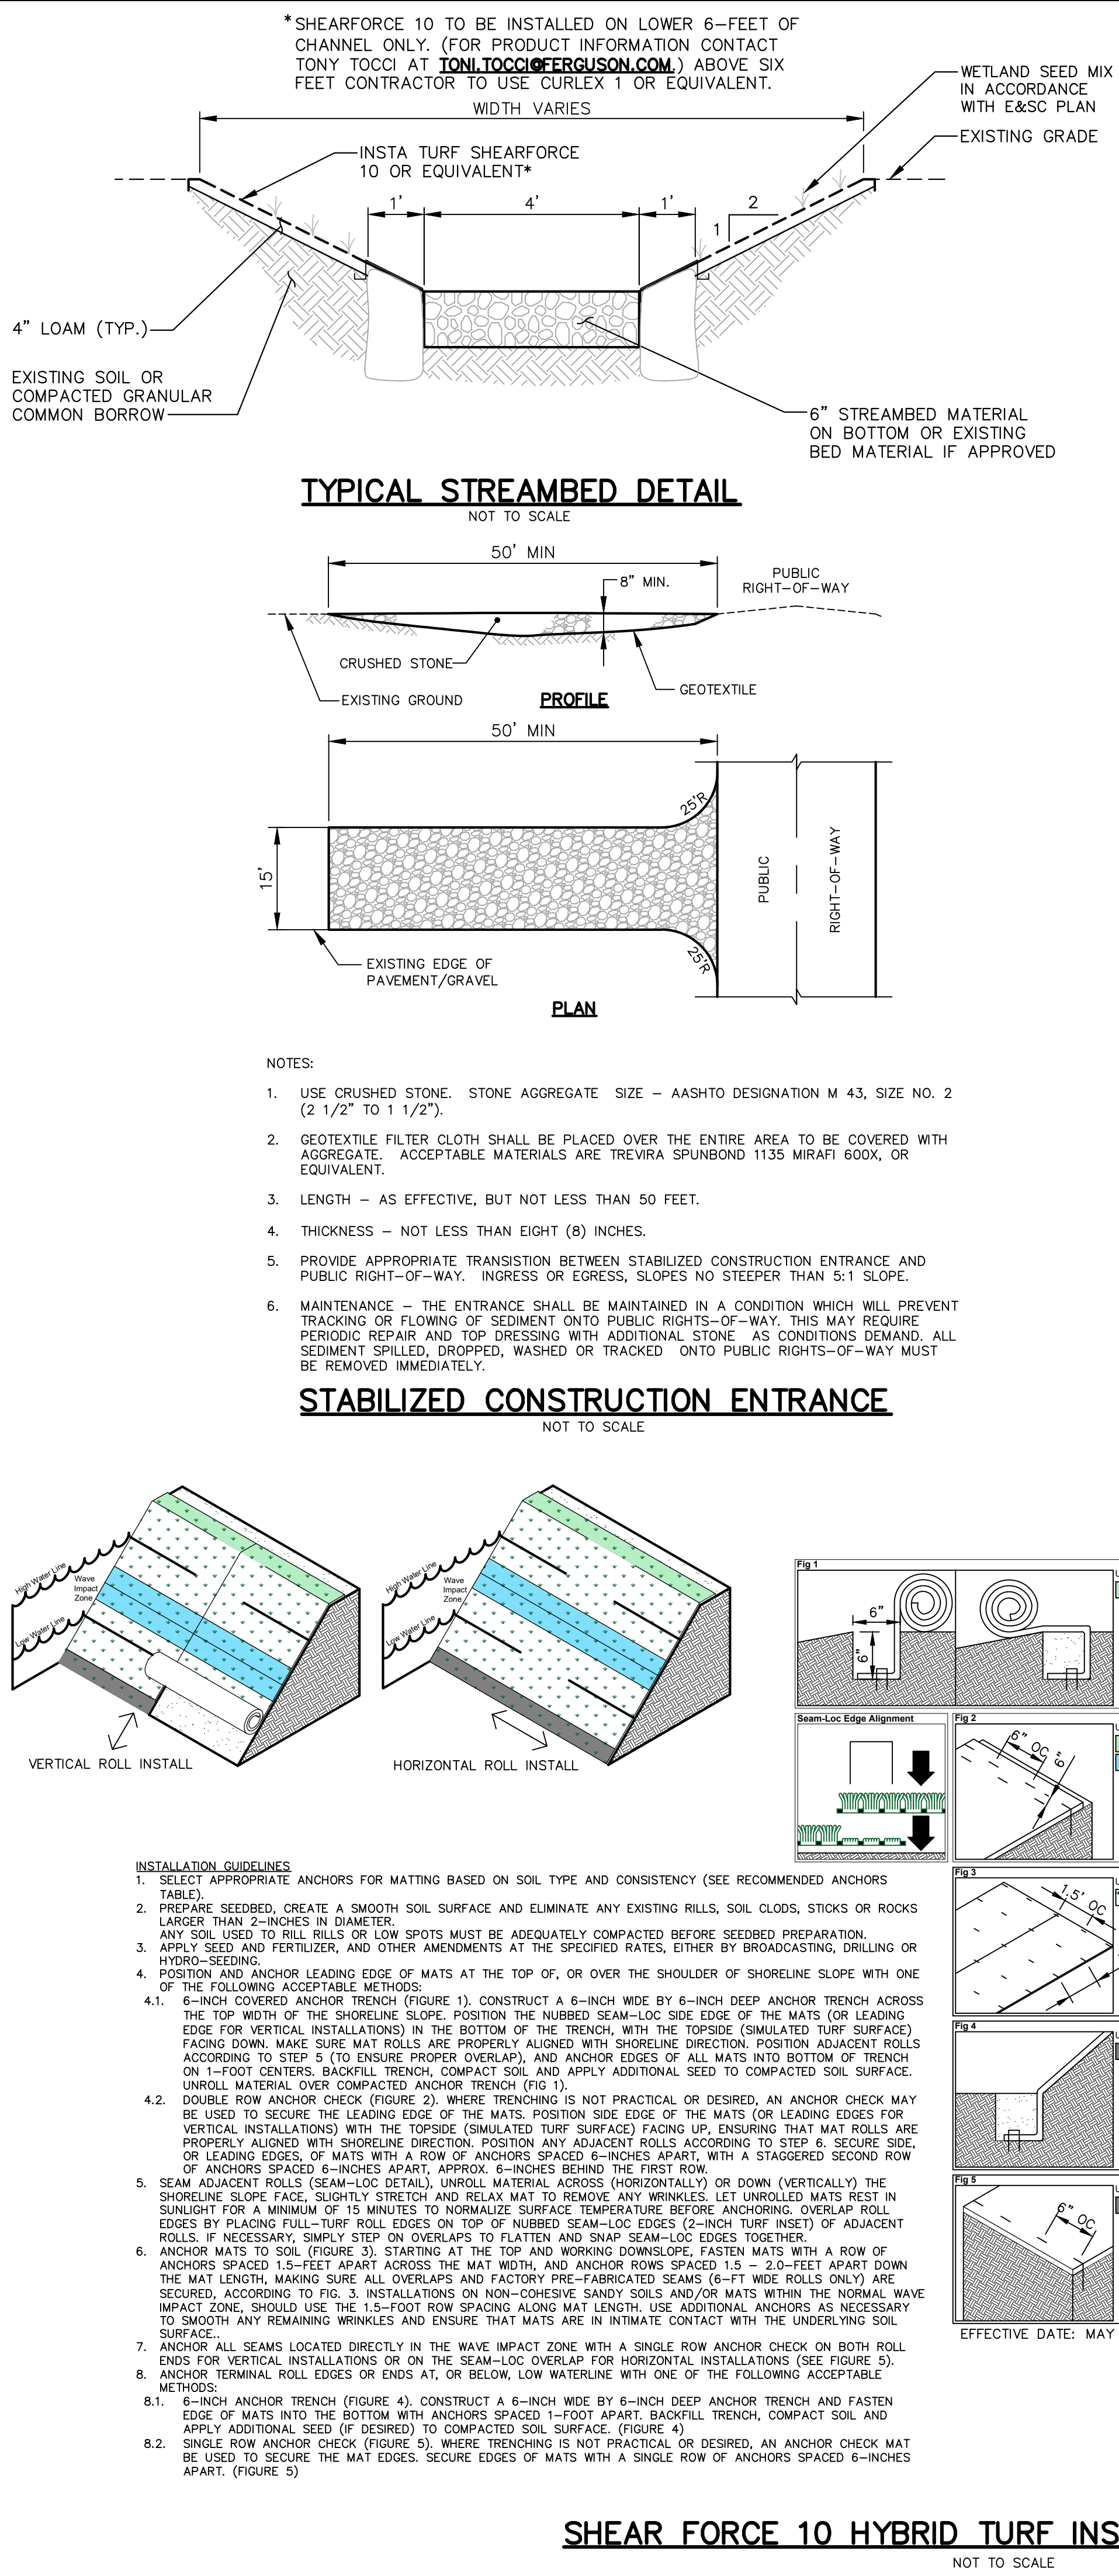 *SHEARFORCE 10 TO BE INSTALLED ON LOWER 6-FEET OF
CHANNEL ONLY. (FOR PRODUCT INFORMATION CONTACT
TONY TOCCI AT TONI.TOCCI@FERGUSON.COM.) ABOVE SIX
FEET CONTRACTOR TO USE CURLEX 1 OR EQUIVALENT.
WIDTH VARIES
WETLAND SEED MIX
IN ACCORDANCE
WITH E&SC PLAN
EXISTING GRADE
INSTA TURF SHEARFORCE
10 OR EQUIVALENT*
1'
4'
1'
2
1
4" LOAM (TYP.)
EXISTING SOIL OR
COMPACTED GRANULAR
COMMON BORROW
6" STREAMBED MATERIAL
ON BOTTOM OR EXISTING
BED MATERIAL IF APPROVED
TYPICAL STREAMBED DETAIL
NOT TO SCALE
50' MIN
8" MIN.
PUBLIC
RIGHT-OF-WAY
CRUSHED STONE
EXISTING GROUND
PROFILE
GEOTEXTILE
50' MIN
25'R
15'
PUBLIC
RIGHT-OF-WAY
25'R
EXISTING EDGE OF
PAVEMENT/GRAVEL
PLAN
NOTES:
1. USE CRUSHED STONE. STONE AGGREGATE SIZE - AASHTO DESIGNATION M 43, SIZE NO. 2
(2 1/2" TO 1 1/2").
2. GEOTEXTILE FILTER CLOTH SHALL BE PLACED OVER THE ENTIRE AREA TO BE COVERED WITH
AGGREGATE. ACCEPTABLE MATERIALS ARE TREVIRA SPUNBOND 1135 MIRAFI 600X, OR
EQUIVALENT.
3. LENGTH - AS EFFECTIVE, BUT NOT LESS THAN 50 FEET.
4. THICKNESS - NOT LESS THAN EIGHT (8) INCHES.
5. PROVIDE APPROPRIATE TRANSISTION BETWEEN STABILIZED CONSTRUCTION ENTRANCE AND
PUBLIC RIGHT-OF-WAY. INGRESS OR EGRESS, SLOPES NO STEEPER THAN 5:1 SLOPE.
6. MAINTENANCE - THE ENTRANCE SHALL BE MAINTAINED IN A CONDITION WHICH WILL PREVENT
TRACKING OR FLOWING OF SEDIMENT ONTO PUBLIC RIGHTS-OF-WAY. THIS MAY REQUIRE
PERIODIC REPAIR AND TOP DRESSING WITH ADDITIONAL STONE AS CONDITIONS DEMAND. ALL
SEDIMENT SPILLED, DROPPED, WASHED OR TRACKED ONTO PUBLIC RIGHTS-OF-WAY MUST
BE REMOVED IMMEDIATELY.
STABILIZED CONSTRUCTION ENTRANCE
NOT TO SCALE
High Water Line
Wave
Impact
Zone
Low Water Line
VERTICAL ROLL INSTALL
High Water Line
Wave
Impact
Zone
Low Water Line
HORIZONTAL ROLL INSTALL
Fig 1
6"
6"
Seam-Loc Edge Alignment
Fig 2
6" OC
6"
Fig 3
1.5' OC
Fig 4
Fig 5
6" OC
EFFECTIVE DATE: MAY
INSTALLATION GUIDELINES
1. SELECT APPROPRIATE ANCHORS FOR MATTING BASED ON SOIL TYPE AND CONSISTENCY (SEE RECOMMENDED ANCHORS
TABLE).
2. PREPARE SEEDBED, CREATE A SMOOTH SOIL SURFACE AND ELIMINATE ANY EXISTING RILLS, SOIL CLODS, STICKS OR ROCKS
LARGER THAN 2-INCHES IN DIAMETER.
ANY SOIL USED TO RILL RILLS OR LOW SPOTS MUST BE ADEQUATELY COMPACTED BEFORE SEEDBED PREPARATION.
3. APPLY SEED AND FERTILIZER, AND OTHER AMENDMENTS AT THE SPECIFIED RATES, EITHER BY BROADCASTING, DRILLING OR
HYDRO-SEEDING.
4. POSITION AND ANCHOR LEADING EDGE OF MATS AT THE TOP OF, OR OVER THE SHOULDER OF SHORELINE SLOPE WITH ONE
OF THE FOLLOWING ACCEPTABLE METHODS:
4.1. 6-INCH COVERED ANCHOR TRENCH (FIGURE 1). CONSTRUCT A 6-INCH WIDE BY 6-INCH DEEP ANCHOR TRENCH ACROSS
THE TOP WIDTH OF THE SHORELINE SLOPE. POSITION THE NUBBED SEAM-LOC SIDE EDGE OF THE MATS (OR LEADING
EDGE FOR VERTICAL INSTALLATIONS) IN THE BOTTOM OF THE TRENCH, WITH THE TOPSIDE (SIMULATED TURF SURFACE)
FACING DOWN. MAKE SURE MAT ROLLS ARE PROPERLY ALIGNED WITH SHORELINE DIRECTION. POSITION ADJACENT ROLLS
ACCORDING TO STEP 5 (TO ENSURE PROPER OVERLAP), AND ANCHOR EDGES OF ALL MATS INTO BOTTOM OF TRENCH
ON 1-FOOT CENTERS. BACKFILL TRENCH, COMPACT SOIL AND APPLY ADDITIONAL SEED TO COMPACTED SOIL SURFACE.
UNROLL MATERIAL OVER COMPACTED ANCHOR TRENCH (FIG 1).
4.2. DOUBLE ROW ANCHOR CHECK (FIGURE 2). WHERE TRENCHING IS NOT PRACTICAL OR DESIRED, AN ANCHOR CHECK MAY
BE USED TO SECURE THE LEADING EDGE OF THE MATS. POSITION SIDE EDGE OF THE MATS (OR LEADING EDGES FOR
VERTICAL INSTALLATIONS) WITH THE TOPSIDE (SIMULATED TURF SURFACE) FACING UP, ENSURING THAT MAT ROLLS ARE
PROPERLY ALIGNED WITH SHORELINE DIRECTION. POSITION ANY ADJACENT ROLLS ACCORDING TO STEP 6. SECURE SIDE,
OR LEADING EDGES, OF MATS WITH A ROW OF ANCHORS SPACED 6-INCHES APART, WITH A STAGGERED SECOND ROW
OF ANCHORS SPACED 6-INCHES APART, APPROX. 6-INCHES BEHIND THE FIRST ROW.
5. SEAM ADJACENT ROLLS (SEAM-LOC DETAIL), UNROLL MATERIAL ACROSS (HORIZONTALLY) OR DOWN (VERTICALLY) THE
SHORELINE SLOPE FACE, SLIGHTLY STRETCH AND RELAX MAT TO REMOVE ANY WRINKLES. LET UNROLLED MATS REST IN
SUNLIGHT FOR A MINIMUM OF 15 MINUTES TO NORMALIZE SURFACE TEMPERATURE BEFORE ANCHORING. OVERLAP ROLL
EDGES BY PLACING FULL-TURF ROLL EDGES ON TOP OF NUBBED SEAM-LOC EDGES (2-INCH TURF INSET) OF ADJACENT
ROLLS. IF NECESSARY, SIMPLY STEP ON OVERLAPS TO FLATTEN AND SNAP SEAM-LOC EDGES TOGETHER.
6. ANCHOR MATS TO SOIL (FIGURE 3). STARTING AT THE TOP AND WORKING DOWNSLOPE, FASTEN MATS WITH A ROW OF
ANCHORS SPACED 1.5-FEET APART ACROSS THE MAT WIDTH, AND ANCHOR ROWS SPACED 1.5 - 2.0-FEET APART DOWN
THE MAT LENGTH, MAKING SURE ALL OVERLAPS AND FACTORY PRE-FABRICATED SEAMS (6-FT WIDE ROLLS ONLY) ARE
SECURED, ACCORDING TO FIG. 3. INSTALLATIONS ON NON-COHESIVE SANDY SOILS AND/OR MATS WITHIN THE NORMAL WAVE
IMPACT ZONE, SHOULD USE THE 1.5-FOOT ROW SPACING ALONG MAT LENGTH. USE ADDITIONAL ANCHORS AS NECESSARY
TO SMOOTH ANY REMAINING WRINKLES AND ENSURE THAT MATS ARE IN INTIMATE CONTACT WITH THE UNDERLYING SOIL
SURFACE..
7. ANCHOR ALL SEAMS LOCATED DIRECTLY IN THE WAVE IMPACT ZONE WITH A SINGLE ROW ANCHOR CHECK ON BOTH ROLL
ENDS FOR VERTICAL INSTALLATIONS OR ON THE SEAM-LOC OVERLAP FOR HORIZONTAL INSTALLATIONS (SEE FIGURE 5).
8. ANCHOR TERMINAL ROLL EDGES OR ENDS AT, OR BELOW, LOW WATERLINE WITH ONE OF THE FOLLOWING ACCEPTABLE
METHODS:
8.1. 6-INCH ANCHOR TRENCH (FIGURE 4). CONSTRUCT A 6-INCH WIDE BY 6-INCH DEEP ANCHOR TRENCH AND FASTEN
EDGE OF MATS INTO THE BOTTOM WITH ANCHORS SPACED 1-FOOT APART. BACKFILL TRENCH, COMPACT SOIL AND
APPLY ADDITIONAL SEED (IF DESIRED) TO COMPACTED SOIL SURFACE. (FIGURE 4)
8.2. SINGLE ROW ANCHOR CHECK (FIGURE 5). WHERE TRENCHING IS NOT PRACTICAL OR DESIRED, AN ANCHOR CHECK MAT
BE USED TO SECURE THE MAT EDGES. SECURE EDGES OF MATS WITH A SINGLE ROW OF ANCHORS SPACED 6-INCHES
APART. (FIGURE 5)
SHEAR FORCE 10 HYBRID TURF INS
NOT TO SCALE